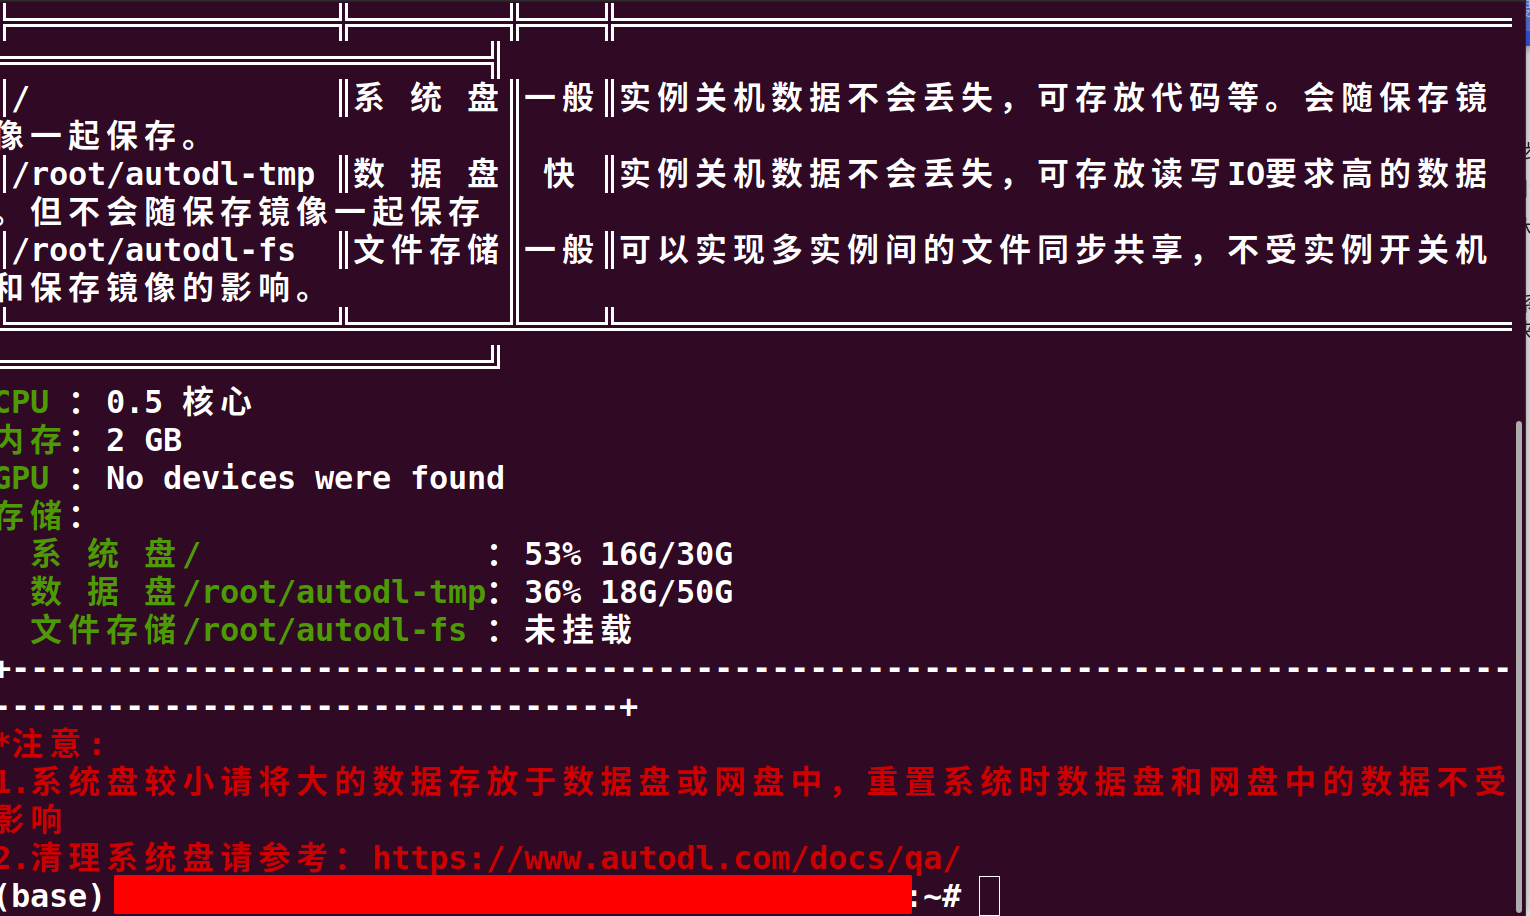 / 系 统 盘 一般 实例关机数据不会丢失，可存放代码等。会随保存镜
像一起保存。
/root/autodl-tmp 数 据 盘 快 实例关机数据不会丢失，可存放读写IO要求高的数据
。但不会随保存镜像一起保存
/root/autodl-fs 文件存储 一般 可以实现多实例间的文件同步共享，不受实例开关机
和保存镜像的影响。
CPU ：0.5 核心
内存：2 GB
GPU ：No devices were found
存储：
系 统 盘/ ：53% 16G/30G
数 据 盘/root/autodl-tmp：36% 18G/50G
文件存储/root/autodl-fs ：未挂载
+-------------------------------------------------------------------------------
---------------------------------+
*注意:
1.系统盘较小请将大的数据存放于数据盘或网盘中，重置系统时数据盘和网盘中的数据不受
影响
2.清理系统盘请参考：https://www.autodl.com/docs/qa/
(base) :~#